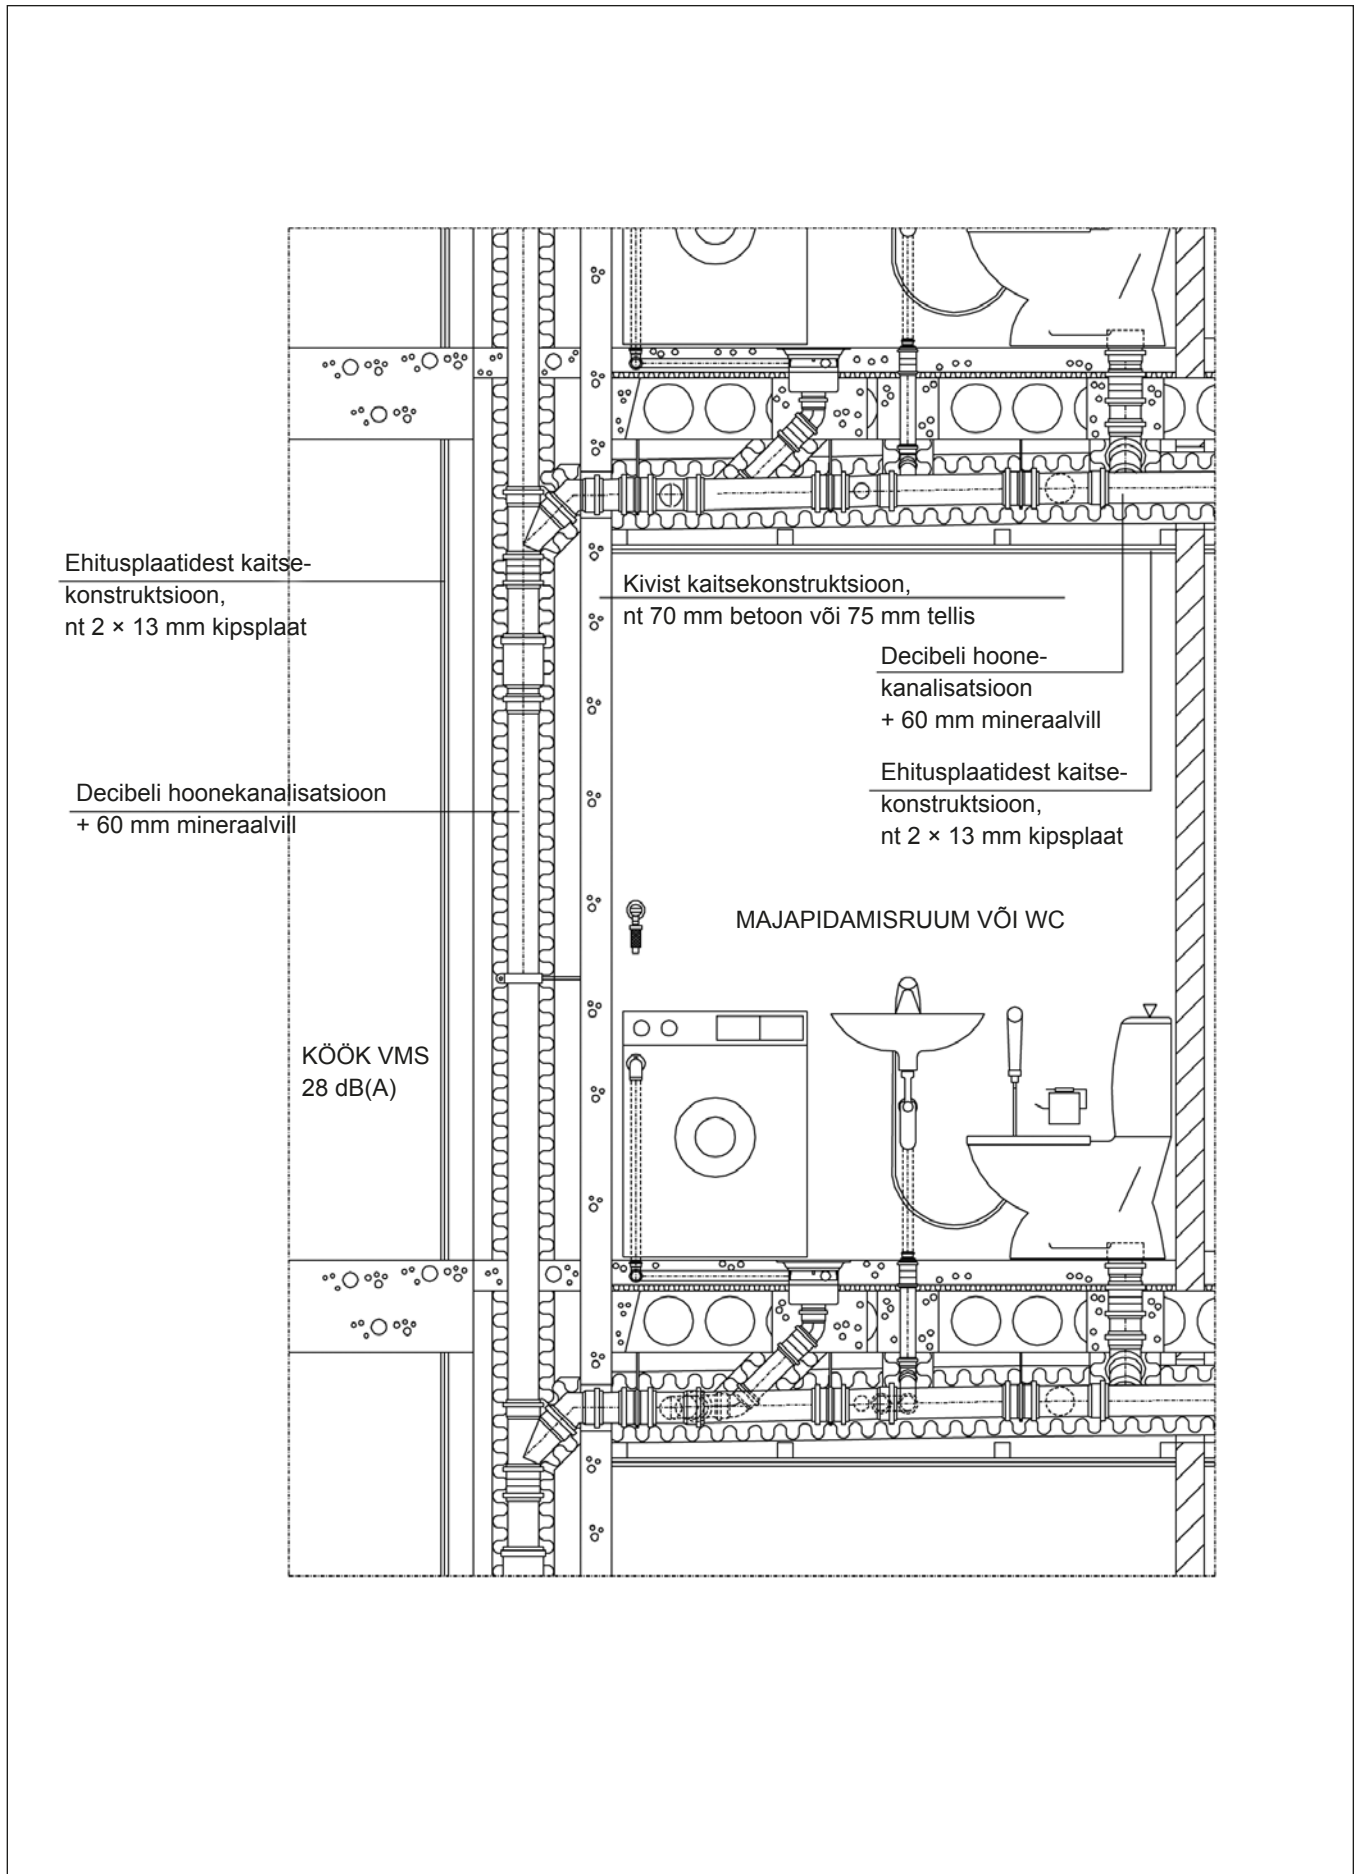 Ehitusplaatidest kaitse-
konstruktsioon,
nt 2 × 13 mm kipsplaat
Kivist kaitsekonstruktsioon,
nt 70 mm betoon või 75 mm tellis
Decibeli hoone-
kanalisatsioon
+ 60 mm mineraalvill
Ehitusplaatidest kaitse-
konstruktsioon,
nt 2 × 13 mm kipsplaat
Decibeli hoonekanalisatsioon
+ 60 mm mineraalvill
MAJAPIDAMISRUUM VÕI WC
KÖÖK VMS
28 dB(A)